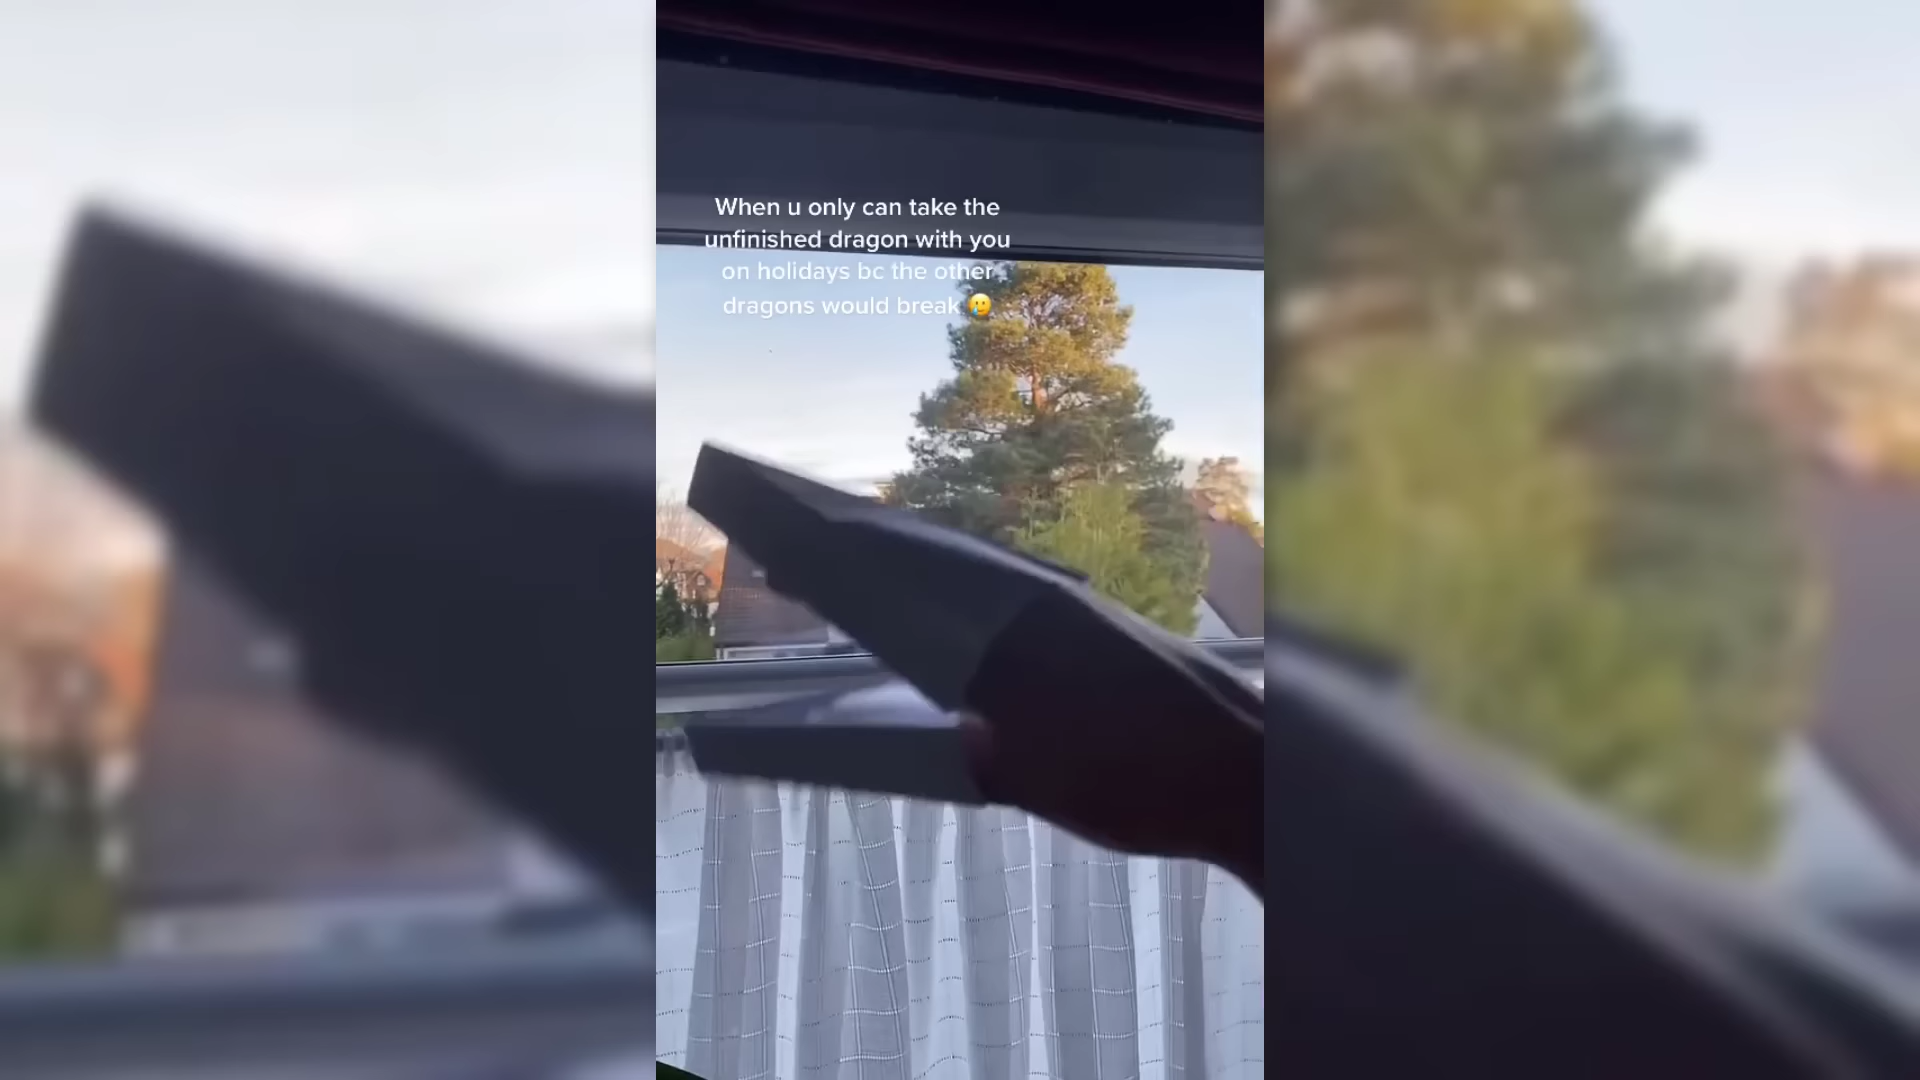 When u only can take the
unfinished dragon with you
on holidays bc the other
dragons would break 🥲